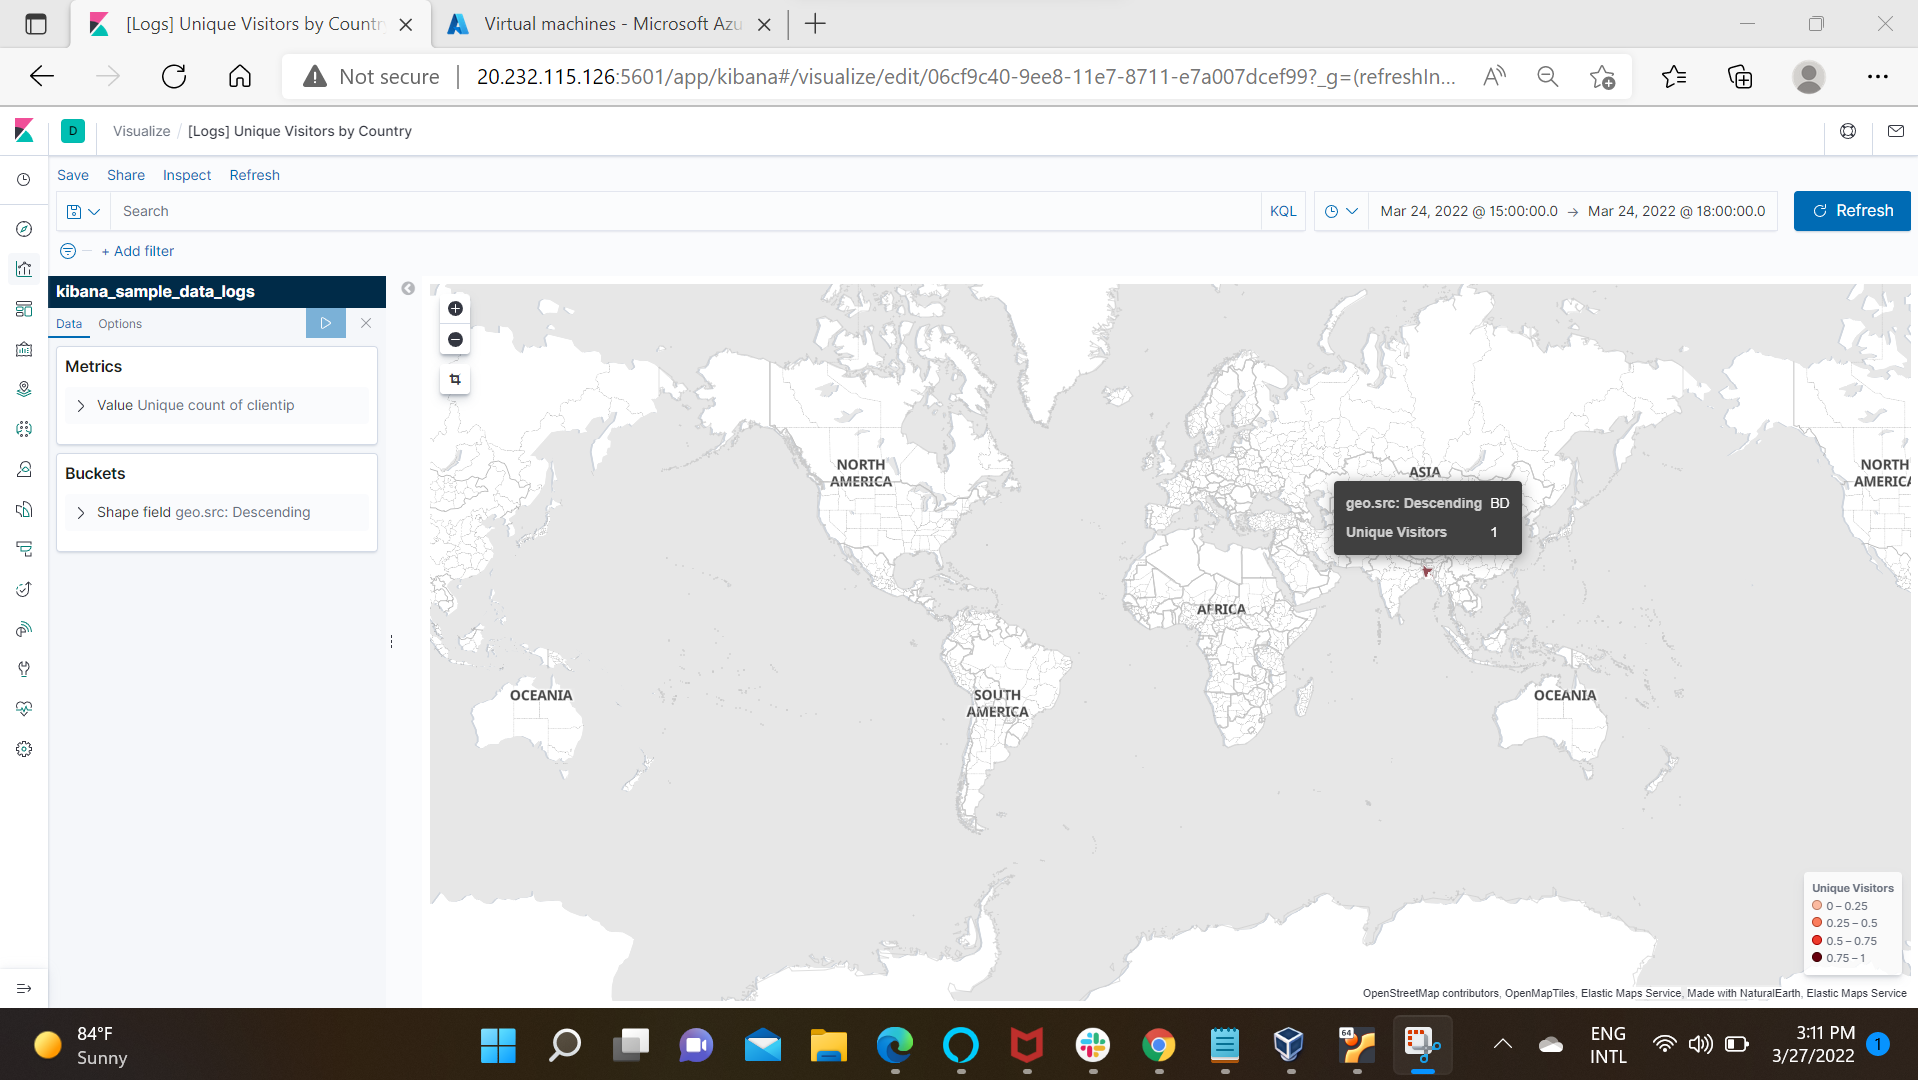 [Logs] Unique Visitors by Countr
Virtual machines - Microsoft Azu
Not secure
20.232.115.126:5601/app/kibana#/visualize/edit/06cf9c40-9ee8-11e7-8711-e7a007dcef99?_g=(refreshIn...
D
Visualize / [Logs] Unique Visitors by Country
Save Share Inspect Refresh
Search
KQL
Mar 24, 2022 @ 15:00:00.0 → Mar 24, 2022 @ 18:00:00.0
Refresh
+ Add filter
kibana_sample_data_logs
Data Options
Metrics
Value Unique count of clientip
Buckets
Shape field geo.src: Descending
NORTH
AMERICA
ASIA
NORTH
AMERICA
geo.src: Descending BD
Unique Visitors 1
AFRICA
OCEANIA
SOUTH
AMERICA
OCEANIA
Unique Visitors
0 – 0.25
0.25 – 0.5
0.5 – 0.75
0.75 – 1
OpenStreetMap contributors, OpenMapTiles, Elastic Maps Service, Made with NaturalEarth, Elastic Maps Service
84°F
Sunny
64
ENG
INTL
3:11 PM
3/27/2022
1